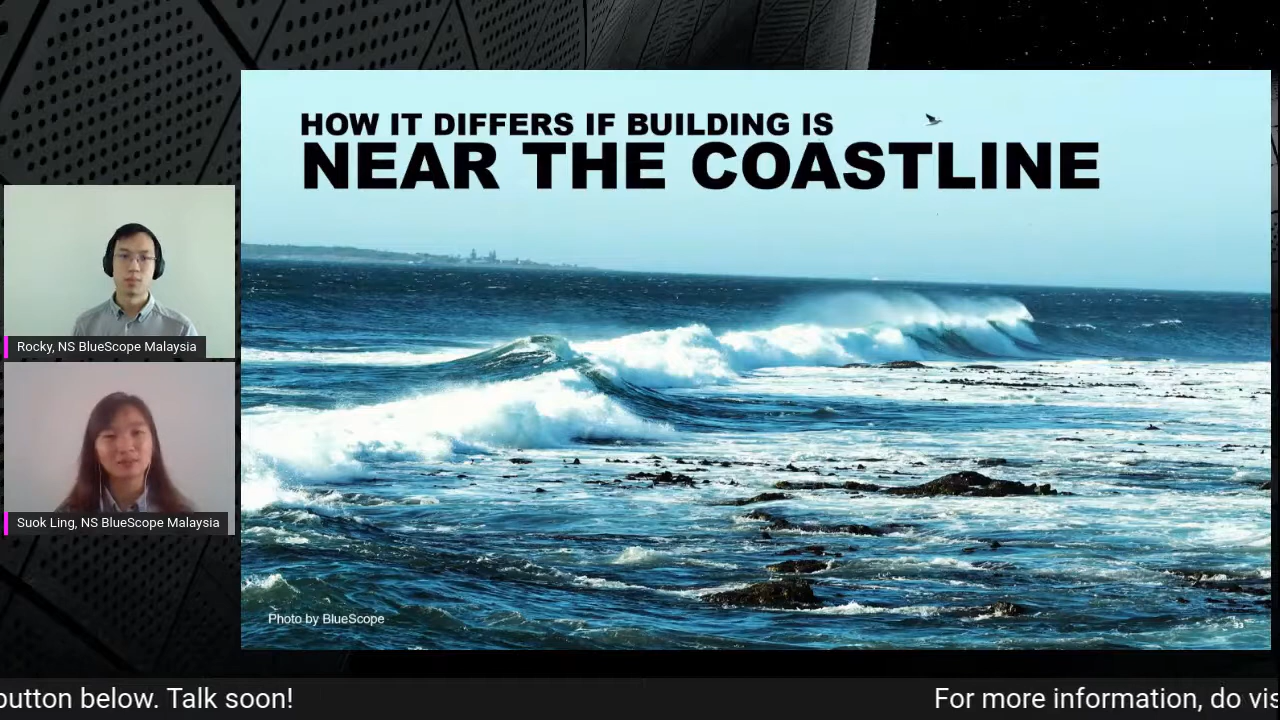 HOW IT DIFFERS IF BUILDING IS
NEAR THE COASTLINE
Rocky, NS BlueScope Malaysia
Suok Ling, NS BlueScope Malaysia
Photo by BlueScope
33
button below. Talk soon!
For more information, do vis